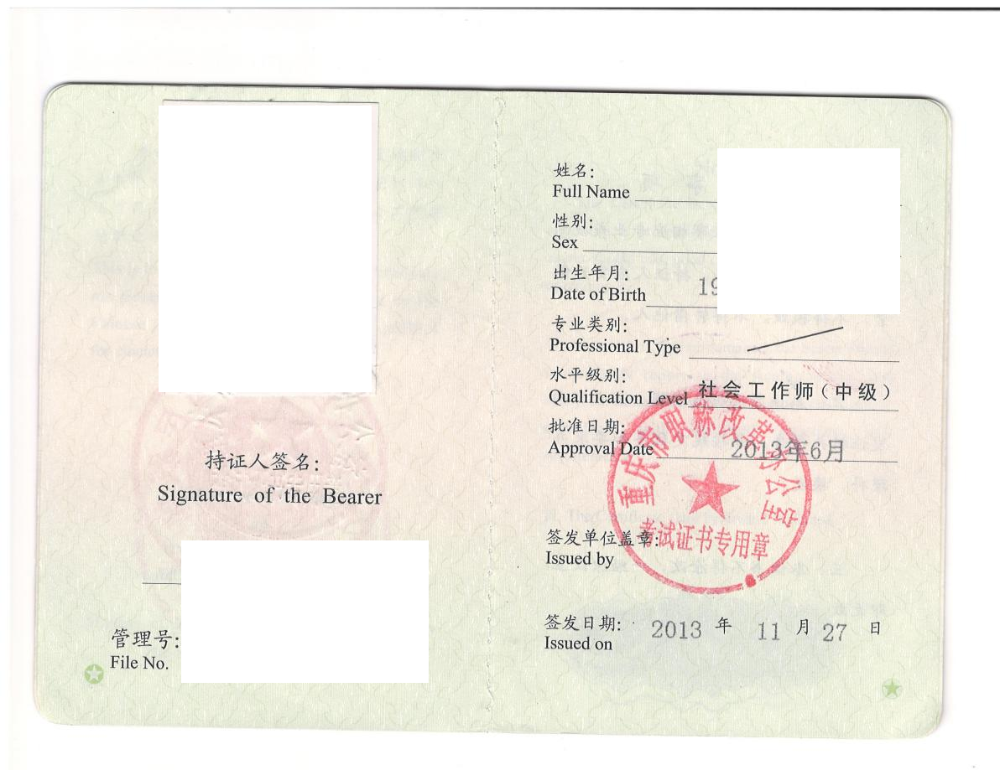 持证人签名:
Signature of the Bearer
管理号:
File No.
姓名:
Full Name
性别:
Sex
出生年月:
Date of Birth 19
专业类别:
Professional Type
水平级别:
Qualification Level 社会工作师(中级)
批准日期:
Approval Date 2013年6月
重庆市职称改革办公室
考试证书专用章
签发单位盖章:
Issued by
签发日期: 2013 年 11 月 27 日
Issued on